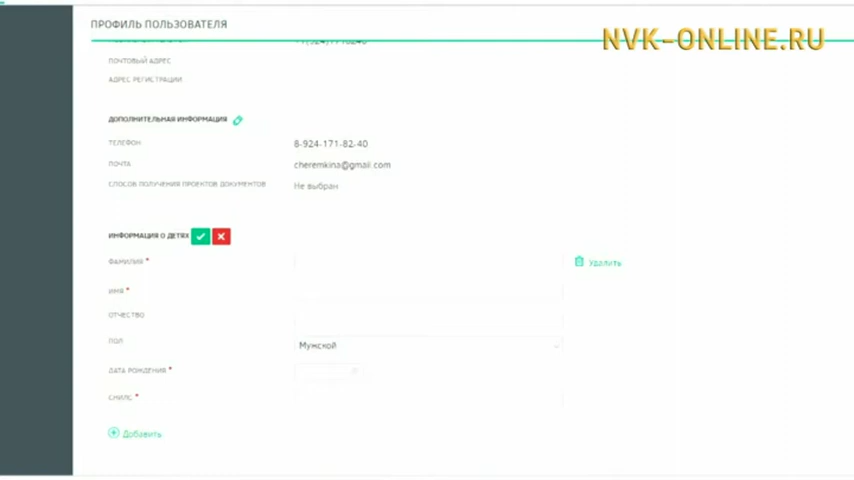 ПРОФИЛЬ ПОЛЬЗОВАТЕЛЯ
NVK-ONLINE.RU
ПОЧТОВЫЙ АДРЕС
АДРЕС РЕГИСТРАЦИИ
ДОПОЛНИТЕЛЬНАЯ ИНФОРМАЦИЯ
ТЕЛЕФОН 8-924-171-82-40
ПОЧТА cheremkina@gmail.com
СПОСОБ ПОЛУЧЕНИЯ ПРОЕКТОВ ДОКУМЕНТОВ Не выбран
ИНФОРМАЦИЯ О ДЕТЯХ
ФАМИЛИЯ * Удалить
ИМЯ *
ОТЧЕСТВО
ПОЛ Мужской
ДАТА РОЖДЕНИЯ *
СНИЛС *
Добавить